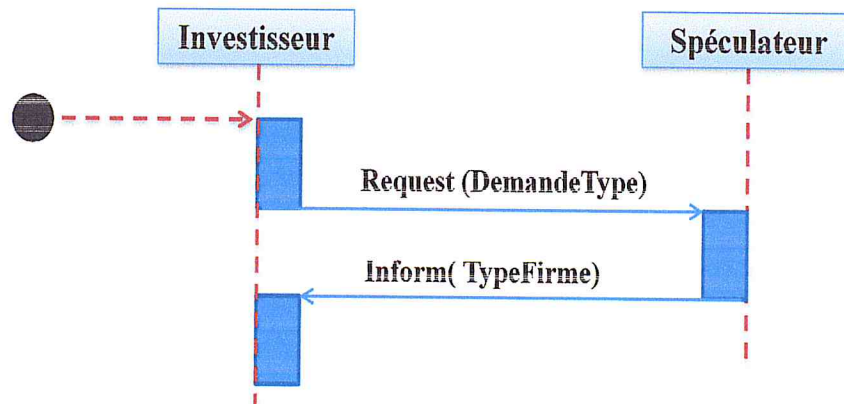 Investisseur
Spéculateur
Request (DemandeType)
Inform( TypeFirme)